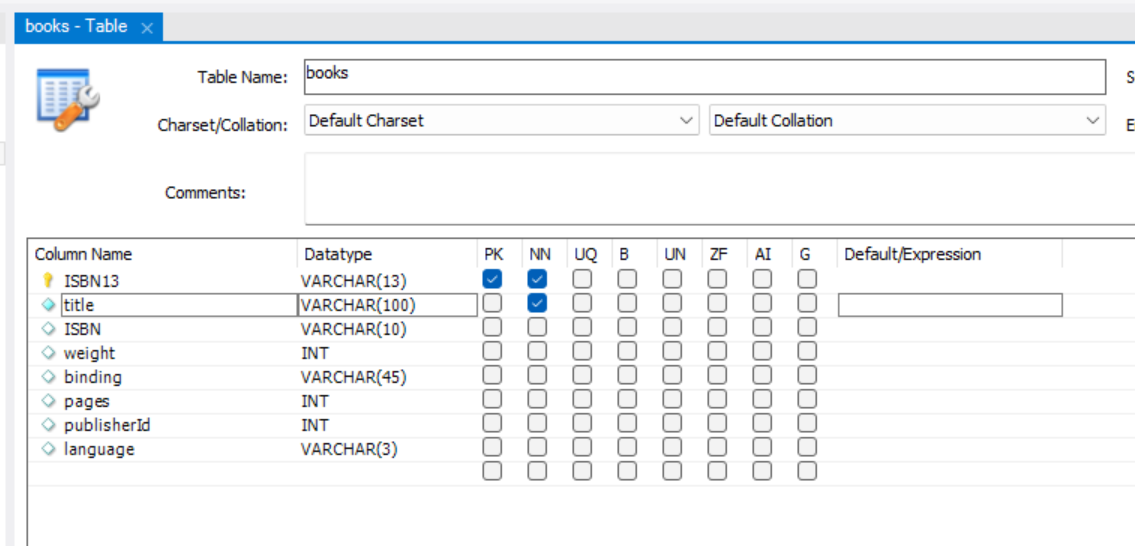 books - Table ×
Table Name: books S
Charset/Collation: Default Charset Default Collation E
Comments:
Column Name Datatype PK NN UQ B UN ZF AI G Default/Expression
ISBN13 VARCHAR(13)
title VARCHAR(100)
ISBN VARCHAR(10)
weight INT
binding VARCHAR(45)
pages INT
publisherId INT
language VARCHAR(3)